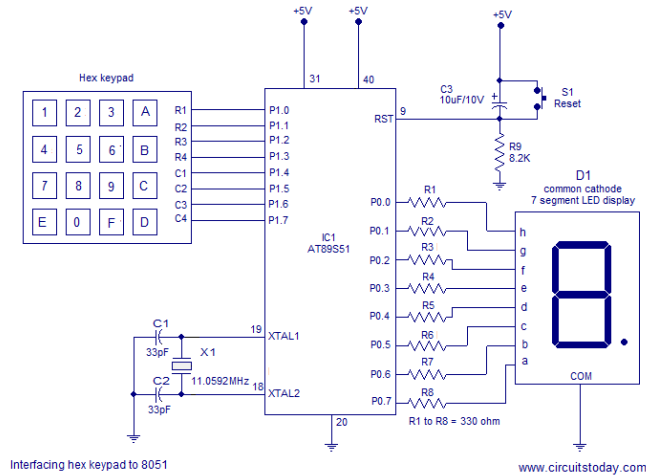 +5V
+5V
+5V
Hex keypad
31
40
C3
10uF/10V
+
S1
Reset
1 2 3 A
4 5 6 B
7 8 9 C
E 0 F D
R1
R2
R3
R4
C1
C2
C3
C4
P1.0
P1.1
P1.2
P1.3
P1.4
P1.5
P1.6
P1.7
RST
9
R9
8.2K
IC1
AT89S51
D1
common cathode
7 segment LED display
P0.0
P0.1
P0.2
P0.3
P0.4
P0.5
P0.6
P0.7
R1
R2
R3
R4
R5
R6
R7
R8
h
g
f
e
d
c
b
a
COM
C1
33pF
X1
11.0592MHz
C2
33pF
19
XTAL1
18
XTAL2
20
R1 to R8 = 330 ohm
Interfacing hex keypad to 8051
www.circuitstoday.com